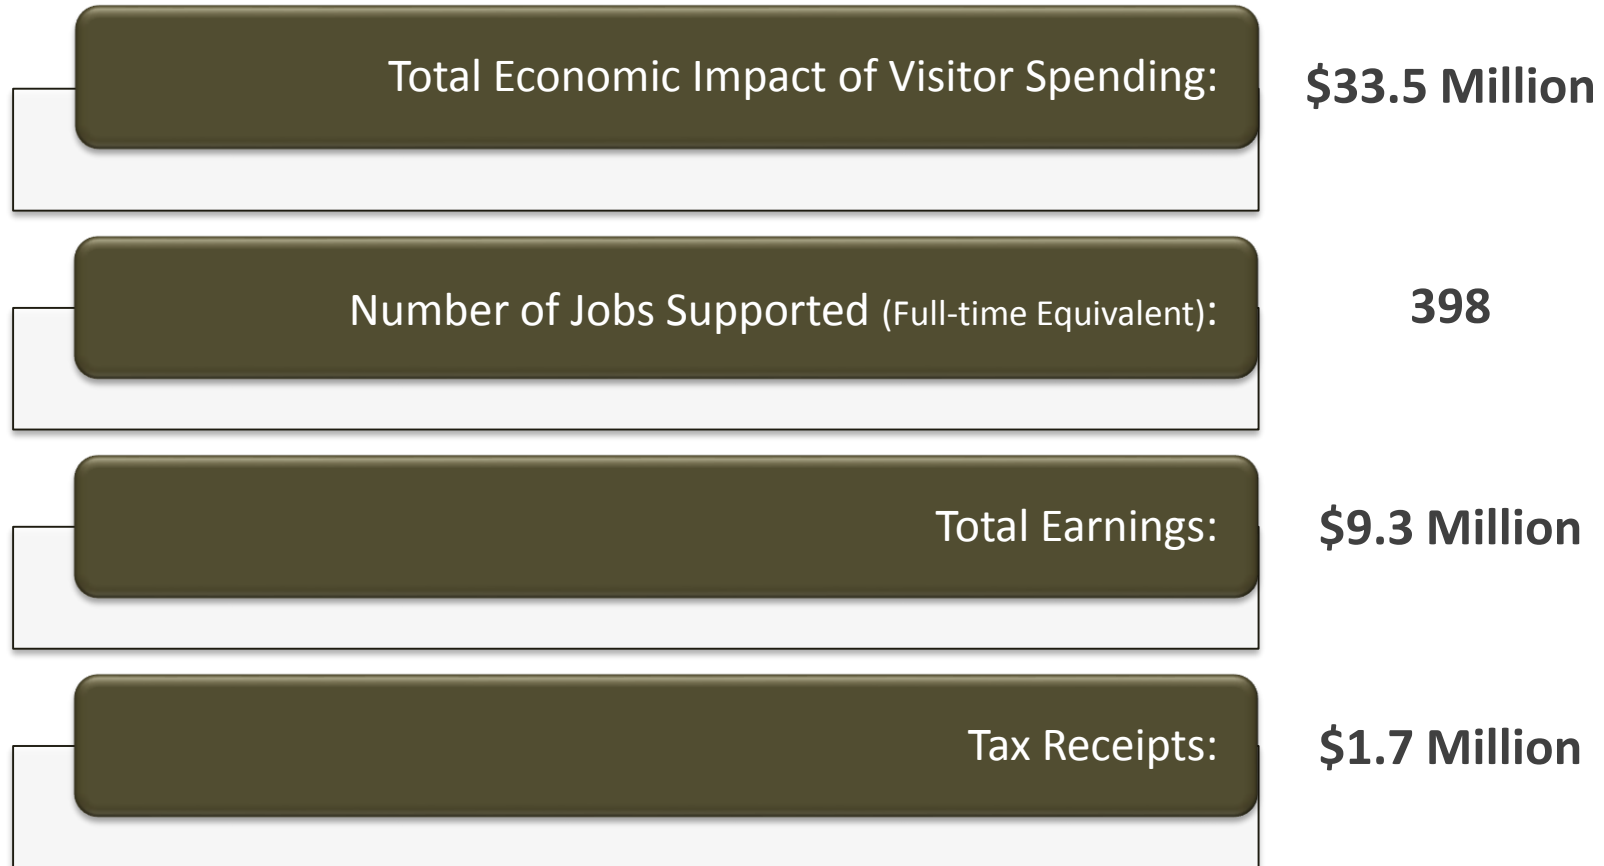 Total Economic Impact of Visitor Spending: $33.5 Million
Number of Jobs Supported (Full-time Equivalent): 398
Total Earnings: $9.3 Million
Tax Receipts: $1.7 Million